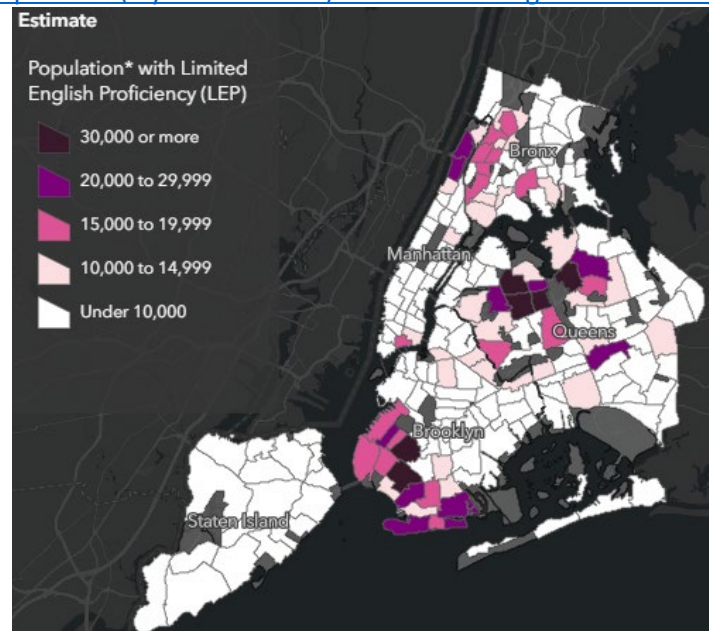 Estimate
Population* with Limited
English Proficiency (LEP)
30,000 or more
20,000 to 29,999
15,000 to 19,999
10,000 to 14,999
Under 10,000
Bronx
Manhattan
Queens
Brooklyn
Staten Island